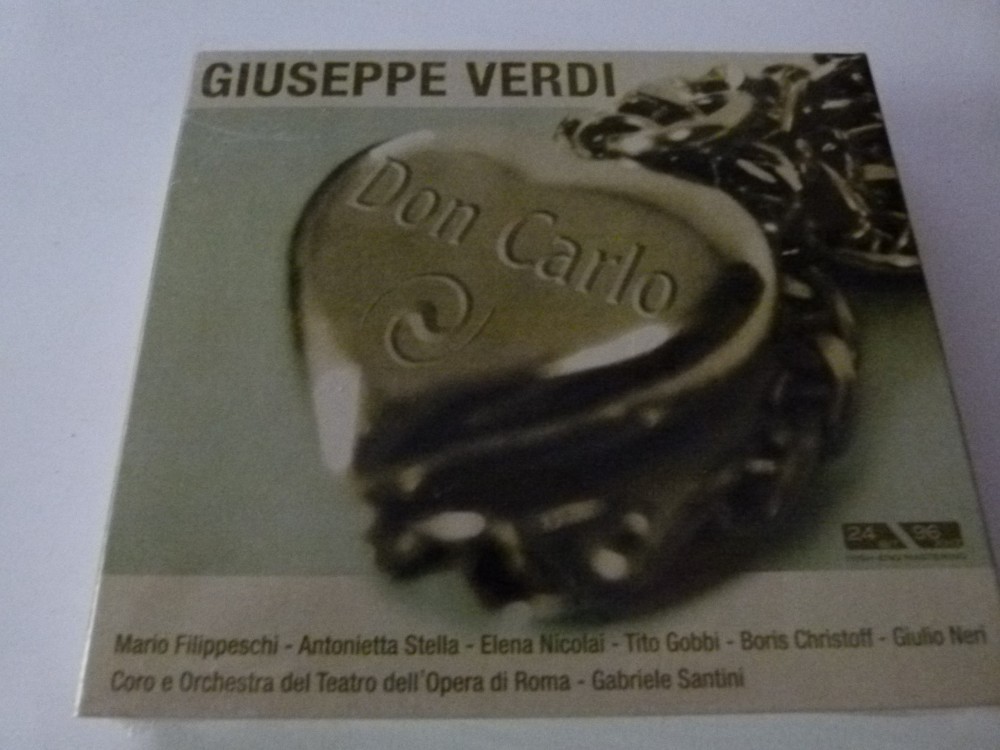 GIUSEPPE VERDI
Don Carlo
24 96
Mario Filippeschi - Antonietta Stella - Elena Nicolai - Tito Gobbi - Boris Christoff - Giulio Neri
Coro e Orchestra del Teatro dell'Opera di Roma - Gabriele Santini